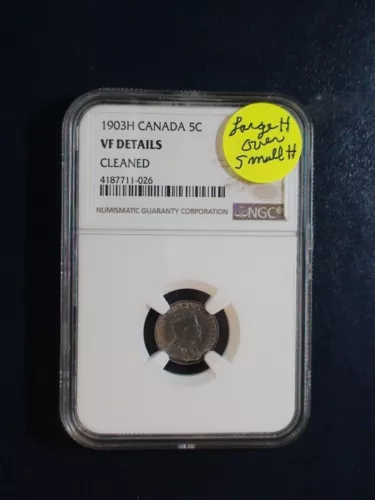 1903H CANADA 5C
VF DETAILS
CLEANED
4187711-026
NUMISMATIC GUARANTY CORPORATION
NGC
Large H
over
Small H